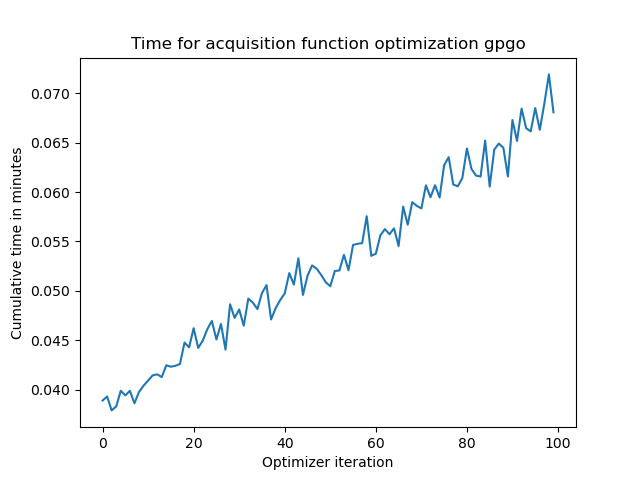 Time for acquisition function optimization gpgo
0.070
0.065
0.060
0.055
0.050
0.045
0.040
Cumulative time in minutes
0 20 40 60 80 100
Optimizer iteration